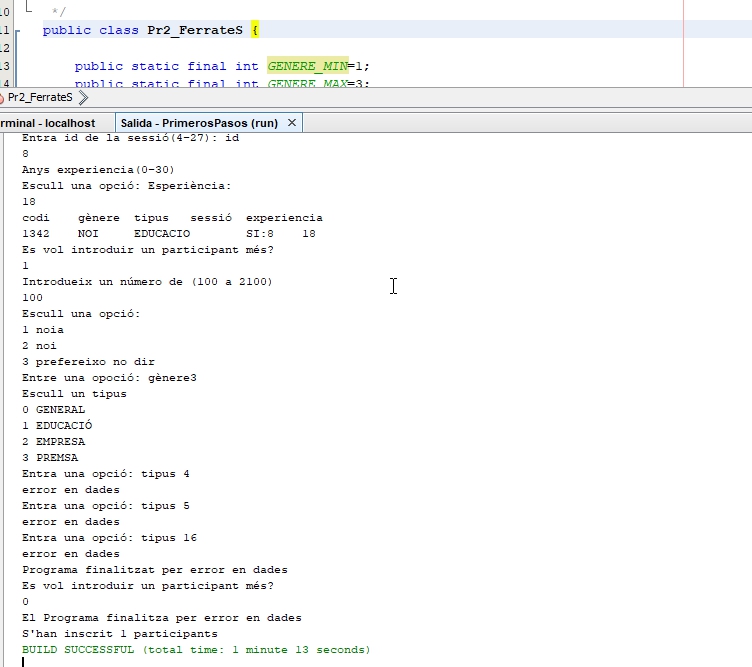 10 */
11 public class Pr2_FerrateS {
12
13 public static final int GENERE_MIN=1;
14 public static final int GENERE_MAX=3;
Pr2_FerrateS
rminal - localhost Salida - PrimerosPasos (run) ×
Entra id de la sessió(4-27): id
8
Anys experiencia(0-30)
Escull una opció: Esperiència:
18
codi gènere tipus sessió experiencia
1342 NOI EDUCACIO SI:8 18
Es vol introduir un participant més?
1
Introdueix un número de (100 a 2100)
100
Escull una opció:
1 noia
2 noi
3 prefereixo no dir
Entre una opoció: gènere3
Escull un tipus
0 GENERAL
1 EDUCACIÓ
2 EMPRESA
3 PREMSA
Entra una opció: tipus 4
error en dades
Entra una opció: tipus 5
error en dades
Entra una opció: tipus 16
error en dades
Programa finalitzat per error en dades
Es vol introduir un participant més?
0
El Programa finalitza per error en dades
S'han inscrit 1 participants
BUILD SUCCESSFUL (total time: 1 minute 13 seconds)